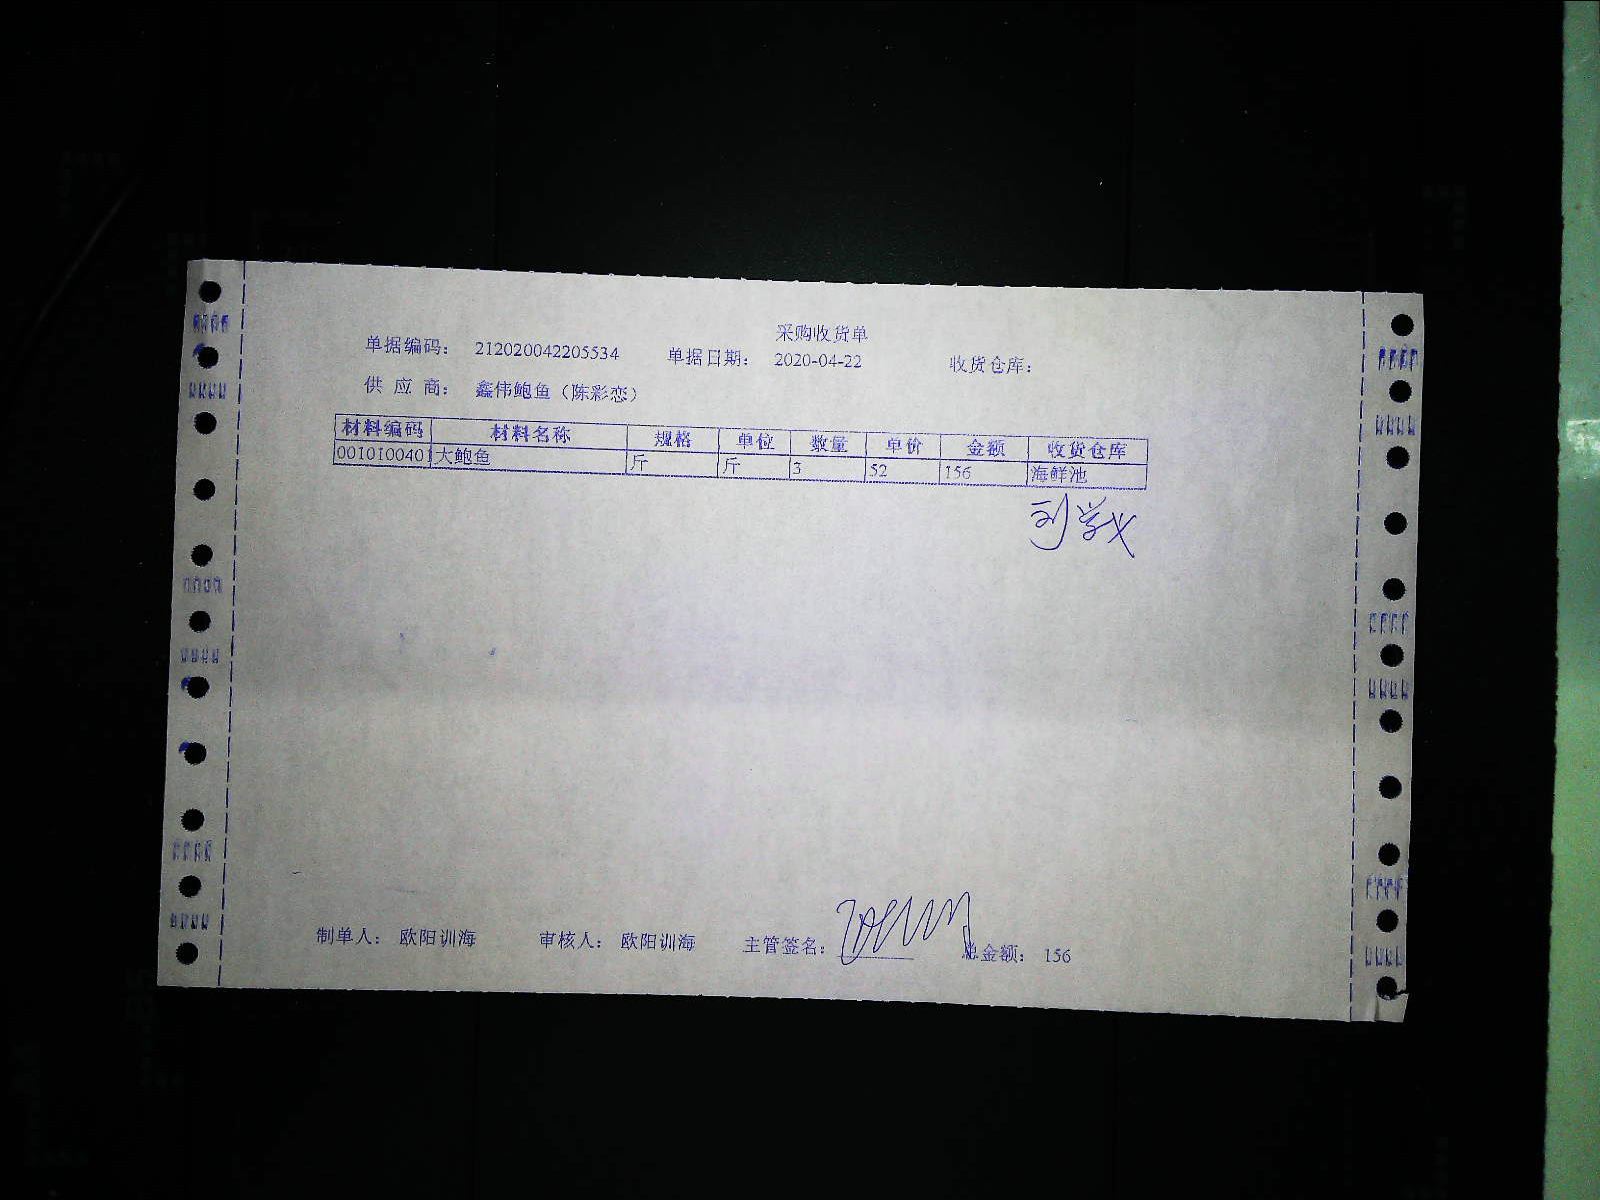 采购收货单
单据编码： 212020042205534 单据日期： 2020-04-22 收货仓库：
供 应 商： 鑫伟鲍鱼（陈彩恋）
材料编码 材料名称 规格 单位 数量 单价 金额 收货仓库
0010100401 大鲍鱼 斤 斤 3 52 156 海鲜池
制单人： 欧阳训海 审核人： 欧阳训海 主管签名： 总金额： 156